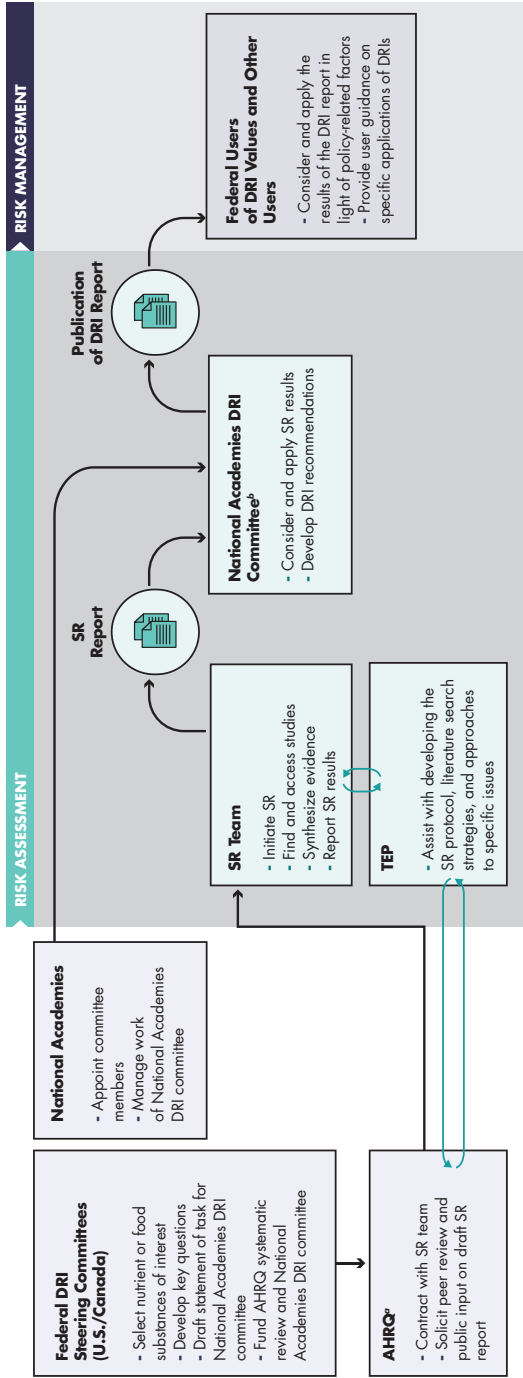 RISK ASSESSMENT
RISK MANAGEMENT
Federal DRI
Steering Committees
(U.S./Canada)
- Select nutrient or food
substances of interest
- Develop key questions
- Draft statement of task for
National Academies DRI
committee
- Fund AHRQ systematic
review and National
Academies DRI committee
National Academies
- Appoint committee
members
- Manage work
of National Academies
DRI committee
AHRQa
- Contract with SR team
- Solicit peer review and
public input on draft SR
report
SR Team
- Initiate SR
- Find and access studies
- Synthesize evidence
- Report SR results
TEP
- Assist with developing the
SR protocol, literature search
strategies, and approaches
to specific issues
SR
Report
National Academies DRI
Committeeb
- Consider and apply SR results
- Develop DRI recommendations
Publication
of DRI Report
Federal Users
of DRI Values and Other
Users
- Consider and apply the
results of the DRI report in
light of policy-related factors
- Provide user guidance on
specific applications of DRIs